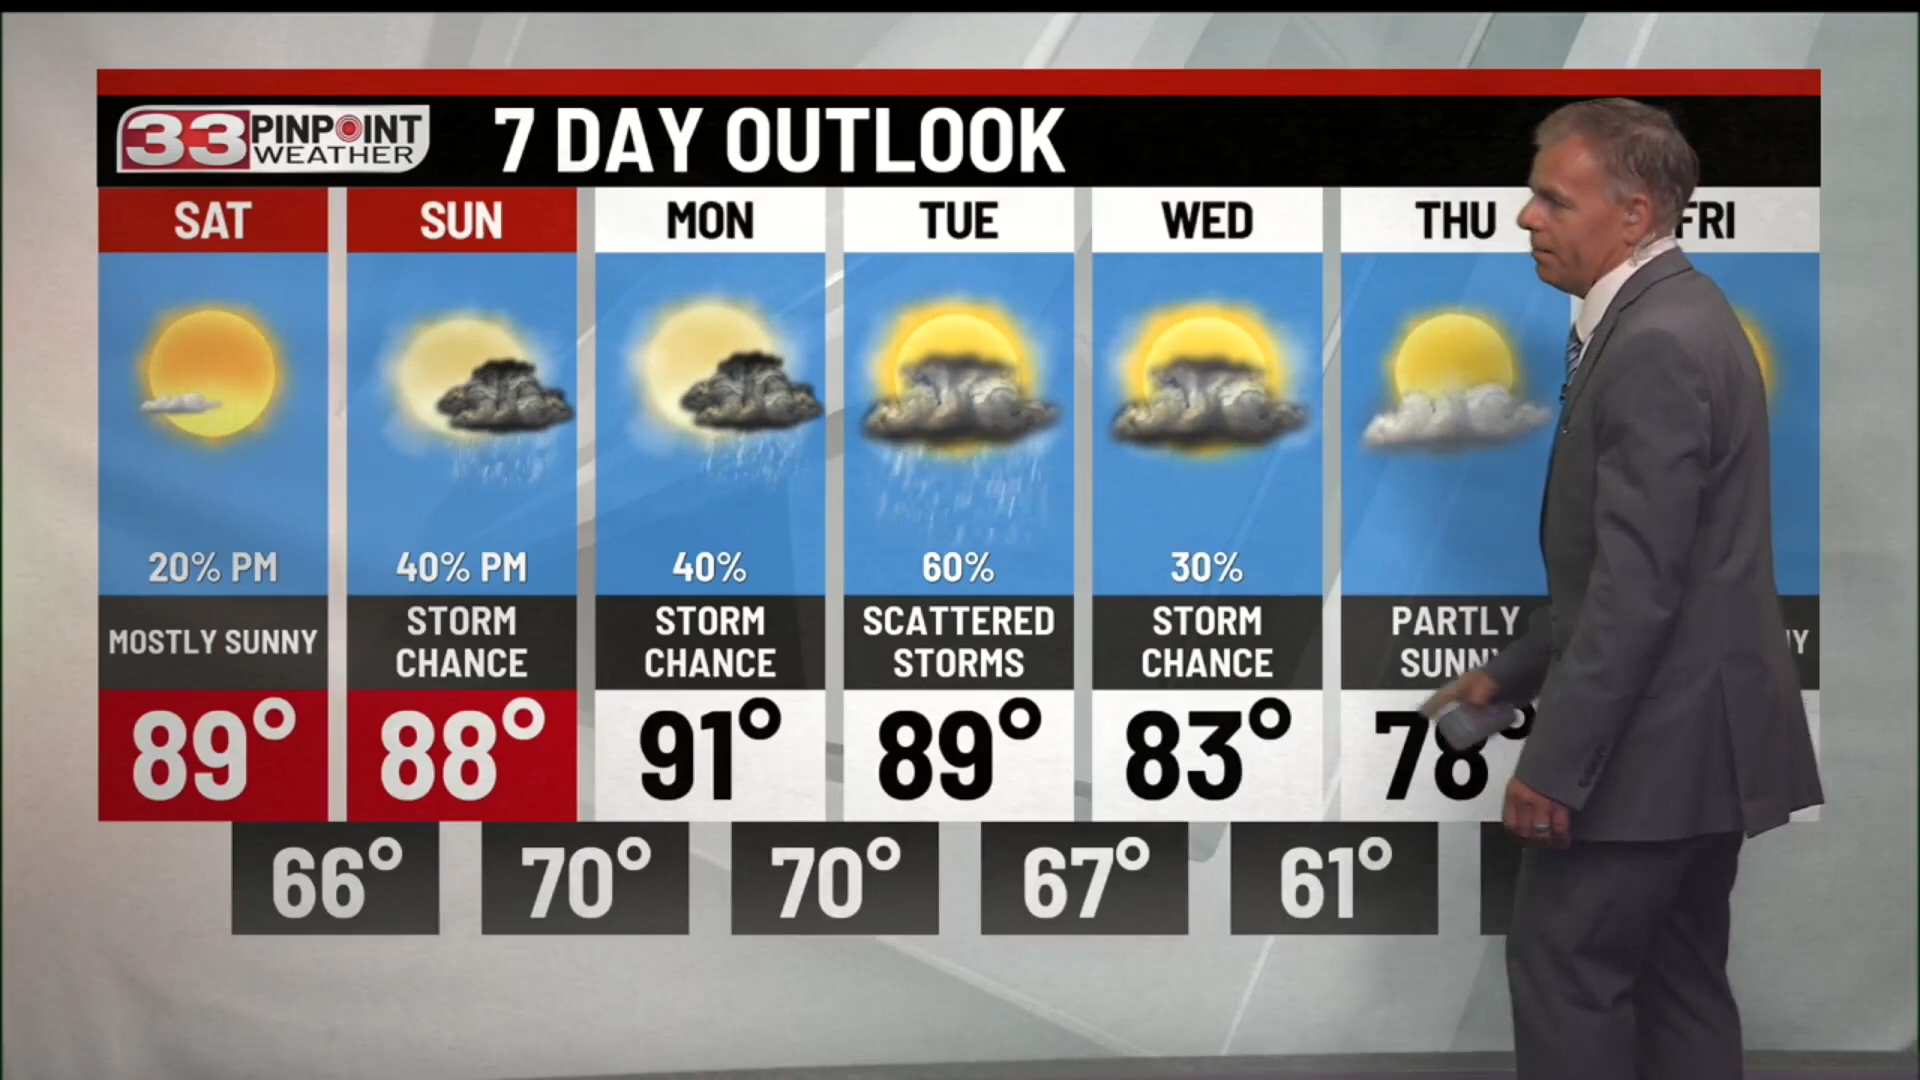 33 PINPOINT
WEATHER
7 DAY OUTLOOK
SAT SUN MON TUE WED THU FRI
20% PM 40% PM 40% 60% 30%
MOSTLY SUNNY
STORM
CHANCE
STORM
CHANCE
SCATTERED
STORMS
STORM
CHANCE
PARTLY
SUNNY
89° 88° 91° 89° 83° 78°
66° 70° 70° 67° 61°